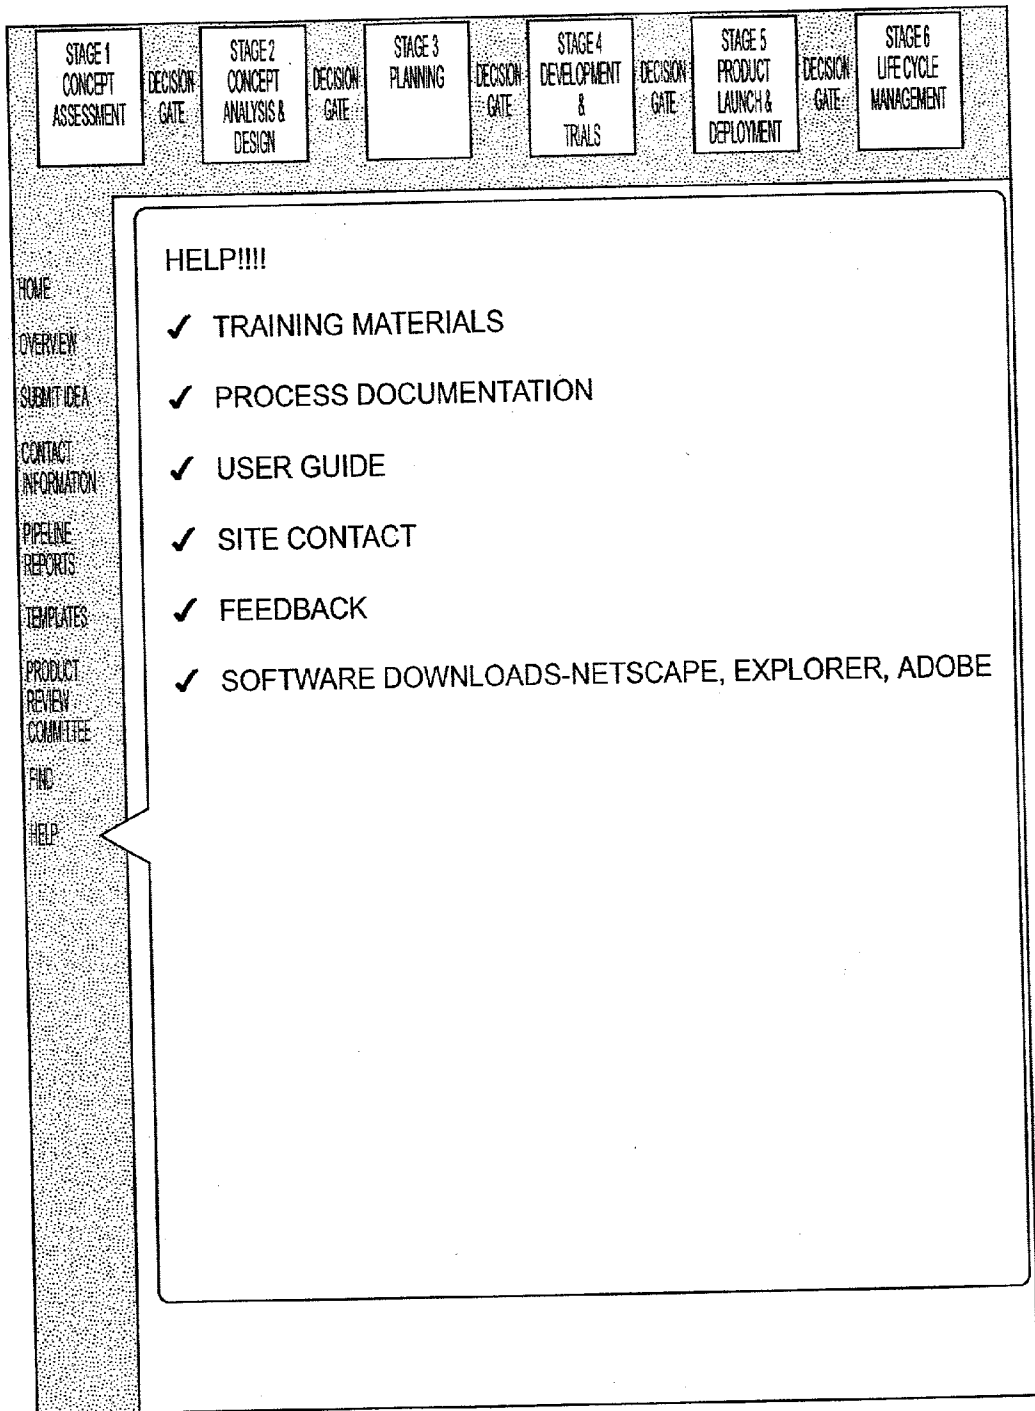 STAGE 1
CONCEPT
ASSESSMENT
DECISION
GATE
STAGE 2
CONCEPT
ANALYSIS &
DESIGN
DECISION
GATE
STAGE 3
PLANNING
DECISION
GATE
STAGE 4
DEVELOPMENT
&
TRIALS
DECISION
GATE
STAGE 5
PRODUCT
LAUNCH &
DEPLOYMENT
DECISION
GATE
STAGE 6
LIFE CYCLE
MANAGEMENT
HOME
OVERVIEW
SUBMIT IDEA
CONTACT
INFORMATION
PIPELINE
REPORTS
TEMPLATES
PRODUCT
REVIEW
COMMITTEE
FIND
HELP
HELP!!!!
✓ TRAINING MATERIALS
✓ PROCESS DOCUMENTATION
✓ USER GUIDE
✓ SITE CONTACT
✓ FEEDBACK
✓ SOFTWARE DOWNLOADS-NETSCAPE, EXPLORER, ADOBE